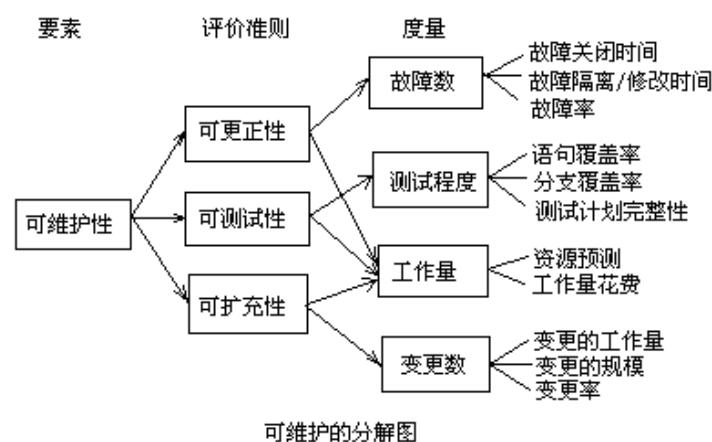 要素 评价准则 度量
故障关闭时间
故障数 故障隔离/修改时间
故障率
可更正性
语句覆盖率
测试程度 分支覆盖率
测试计划完整性
可维护性 可测试性
资源预测
工作量
工作量花费
可扩充性
变更的工作量
变更数 变更的规模
变更率
可维护的分解图